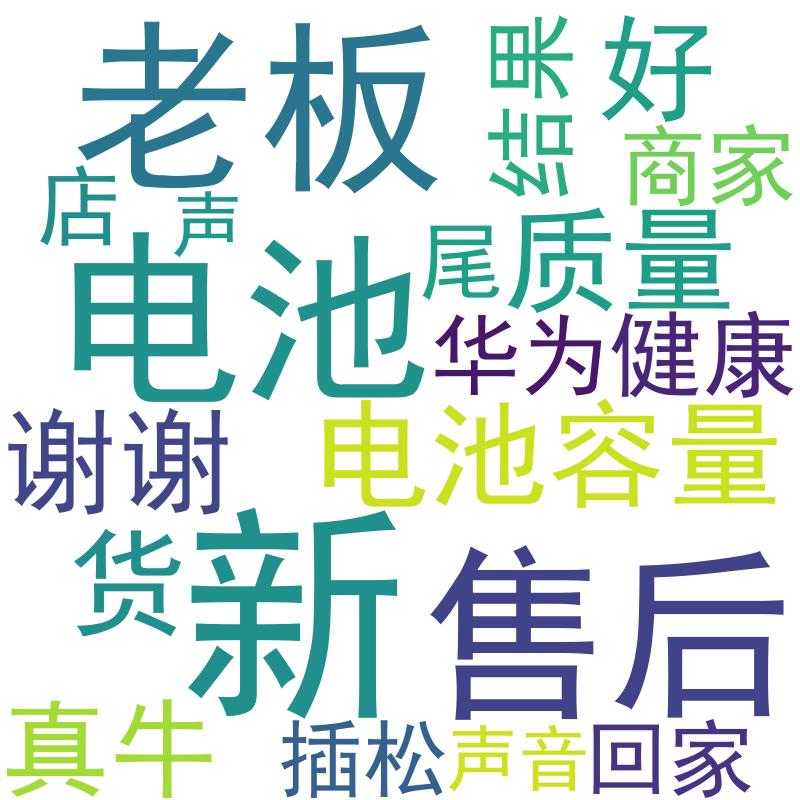 老板
结果
好
商家
店
声
尾
质量
电池
华为健康
谢谢
电池容量
货
新
售后
真牛
插松
声音
回家